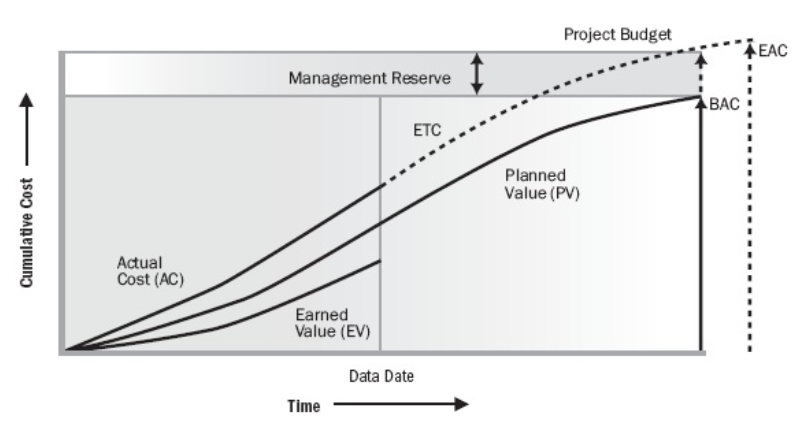 Project Budget
EAC
Management Reserve
BAC
ETC
Planned
Value (PV)
Cumulative Cost
Actual
Cost (AC)
Earned
Value (EV)
Data Date
Time